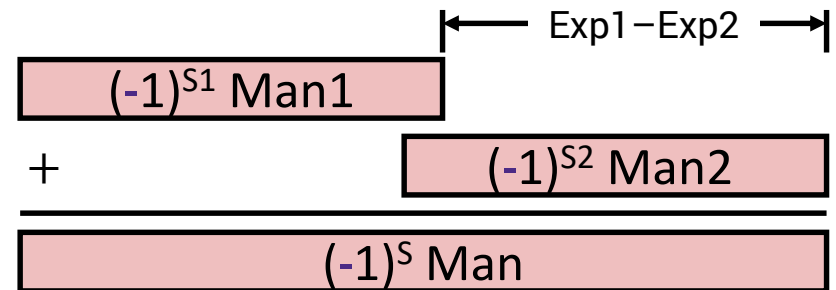 Exp1–Exp2
(-1)^S1 Man1
+
(-1)^S2 Man2
(-1)^S Man